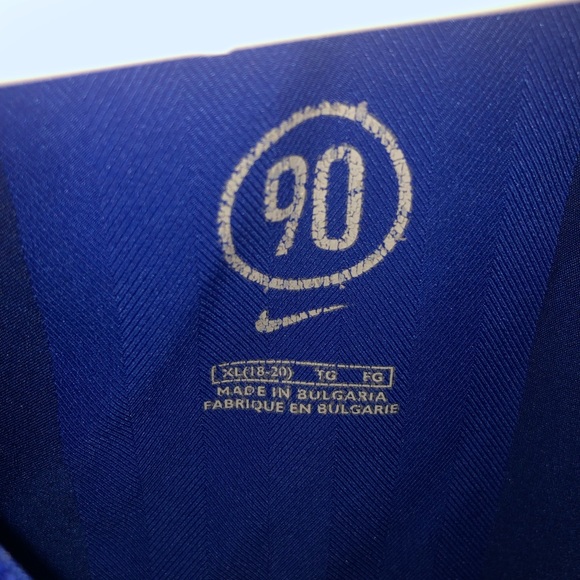 90
XL(18-20) TG FG
MADE IN BULGARIA
FABRIQUE EN BULGARIE